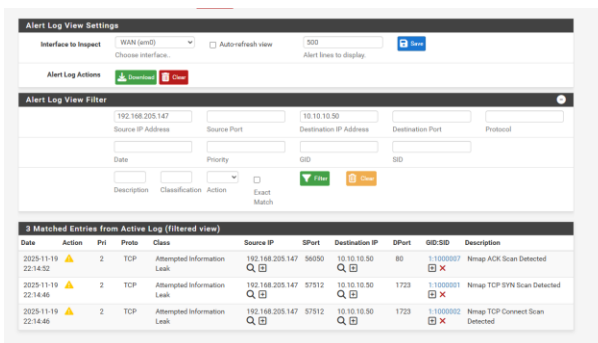 Alert Log View Settings
Interface to Inspect WAN (em0) Auto-refresh view 500 Save
Choose interface.. Alert lines to display.
Alert Log Actions Download Clear
Alert Log View Filter
192.168.205.147 10.10.10.50
Source IP Address Source Port Destination IP Address Destination Port Protocol
Date Priority GID SID
Filter Clear
Description Classification Action Exact
Match
3 Matched Entries from Active Log (filtered view)
Date Action Pri Proto Class Source IP SPort Destination IP DPort GID:SID Description
2025-11-19 2 TCP Attempted Information 192.168.205.147 56050 10.10.10.50 80 1:1000007 Nmap ACK Scan Detected
22:14:52 Leak
2025-11-19 2 TCP Attempted Information 192.168.205.147 57512 10.10.10.50 1723 1:1000001 Nmap TCP SYN Scan Detected
22:14:46 Leak
2025-11-19 2 TCP Attempted Information 192.168.205.147 57512 10.10.10.50 1723 1:1000002 Nmap TCP Connect Scan
22:14:46 Leak Detected